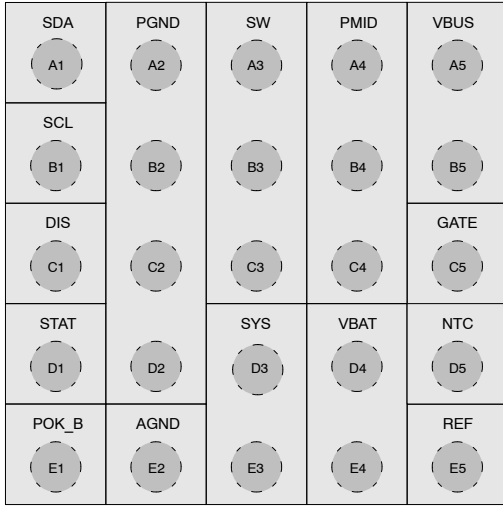 SDA PGND SW PMID VBUS
A1 A2 A3 A4 A5
SCL
B1 B2 B3 B4 B5
DIS GATE
C1 C2 C3 C4 C5
STAT SYS VBAT NTC
D1 D2 D3 D4 D5
POK_B AGND REF
E1 E2 E3 E4 E5